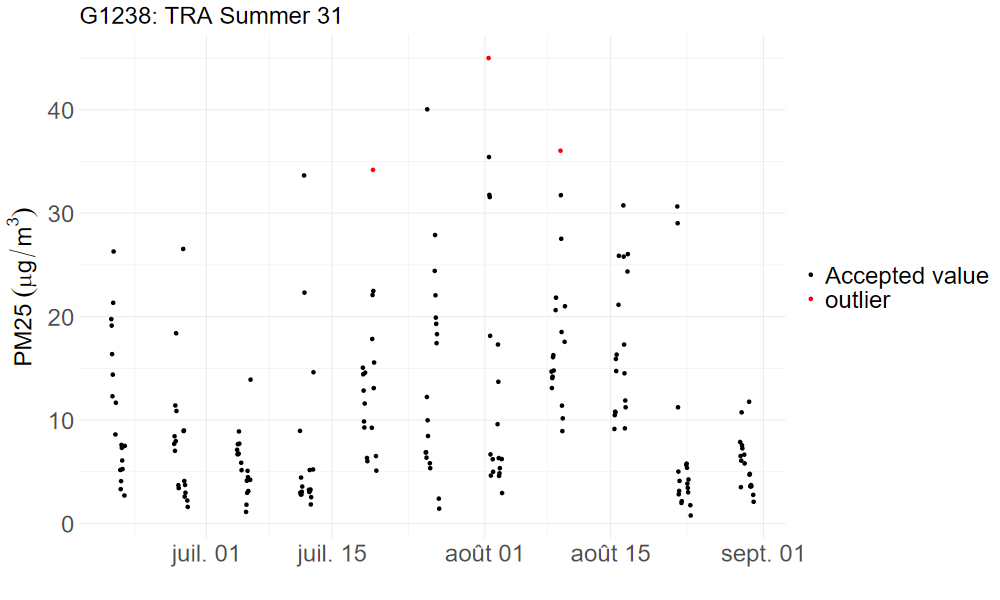 G1238: TRA Summer 31
PM25 (μg/m³)
40
30
20
10
0
juil. 01
juil. 15
août 01
août 15
sept. 01
Accepted value
outlier